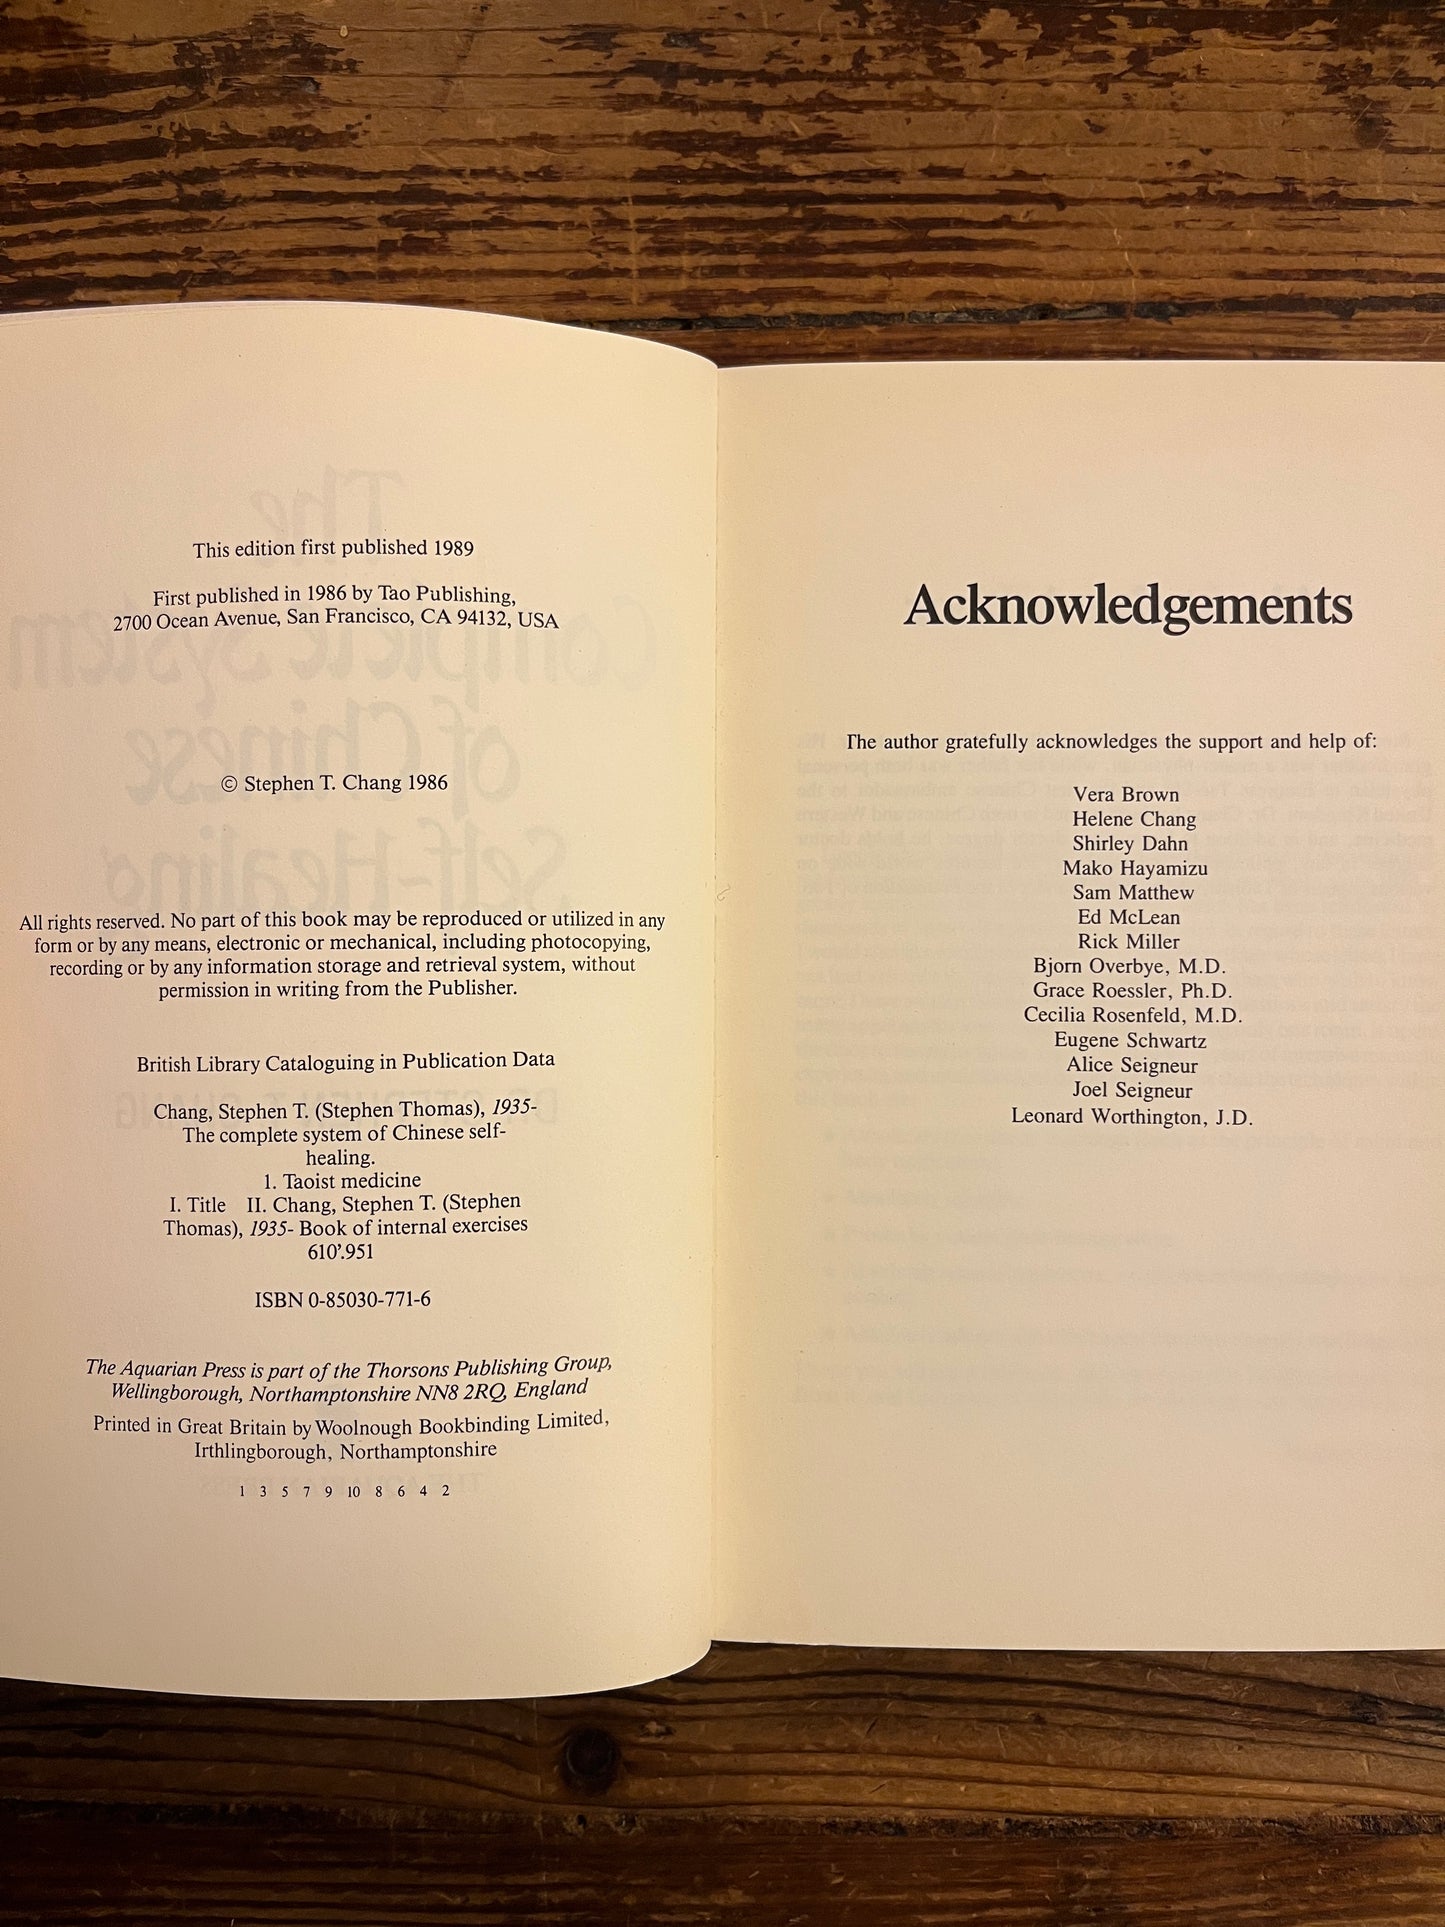 This edition first published 1989
First published in 1986 by Tao Publishing,
2700 Ocean Avenue, San Francisco, CA 94132, USA
© Stephen T. Chang 1986
All rights reserved. No part of this book may be reproduced or utilized in any
form or by any means, electronic or mechanical, including photocopying,
recording or by any information storage and retrieval system, without
permission in writing from the Publisher.
British Library Cataloguing in Publication Data
Chang, Stephen T. (Stephen Thomas), 1935-
The complete system of Chinese self-
healing.
1. Taoist medicine
I. Title II. Chang, Stephen T. (Stephen
Thomas), 1935- Book of internal exercises
610'.951
ISBN 0-85030-771-6
The Aquarian Press is part of the Thorsons Publishing Group,
Wellingborough, Northamptonshire NN8 2RQ, England
Printed in Great Britain by Woolnough Bookbinding Limited,
Irthlingborough, Northamptonshire
1 3 5 7 9 10 8 6 4 2
Acknowledgements
The author gratefully acknowledges the support and help of:
Vera Brown
Helene Chang
Shirley Dahn
Mako Hayamizu
Sam Matthew
Ed McLean
Rick Miller
Bjorn Overbye, M.D.
Grace Roessler, Ph.D.
Cecilia Rosenfeld, M.D.
Eugene Schwartz
Alice Seigneur
Joel Seigneur
Leonard Worthington, J.D.